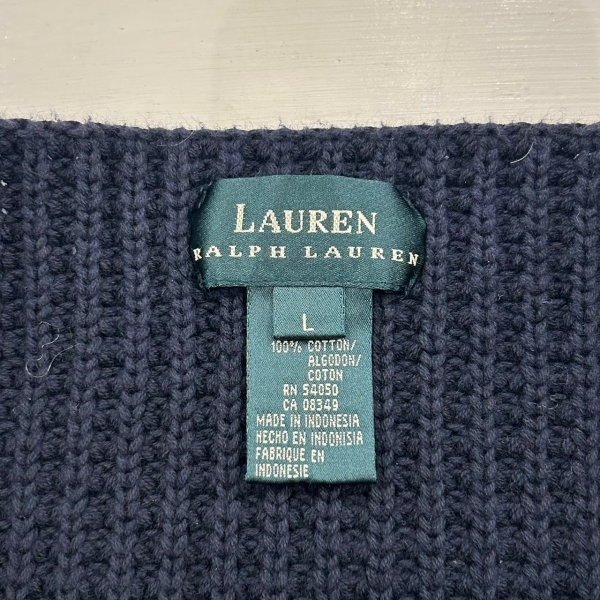 LAUREN
RALPH LAUREN
L
100% COTTON/
ALGODON/
COTON
RN 54050
CA 08349
MADE IN INDONESIA
HECHO EN INDONISIA
FABRIQUE EN
INDONESIE